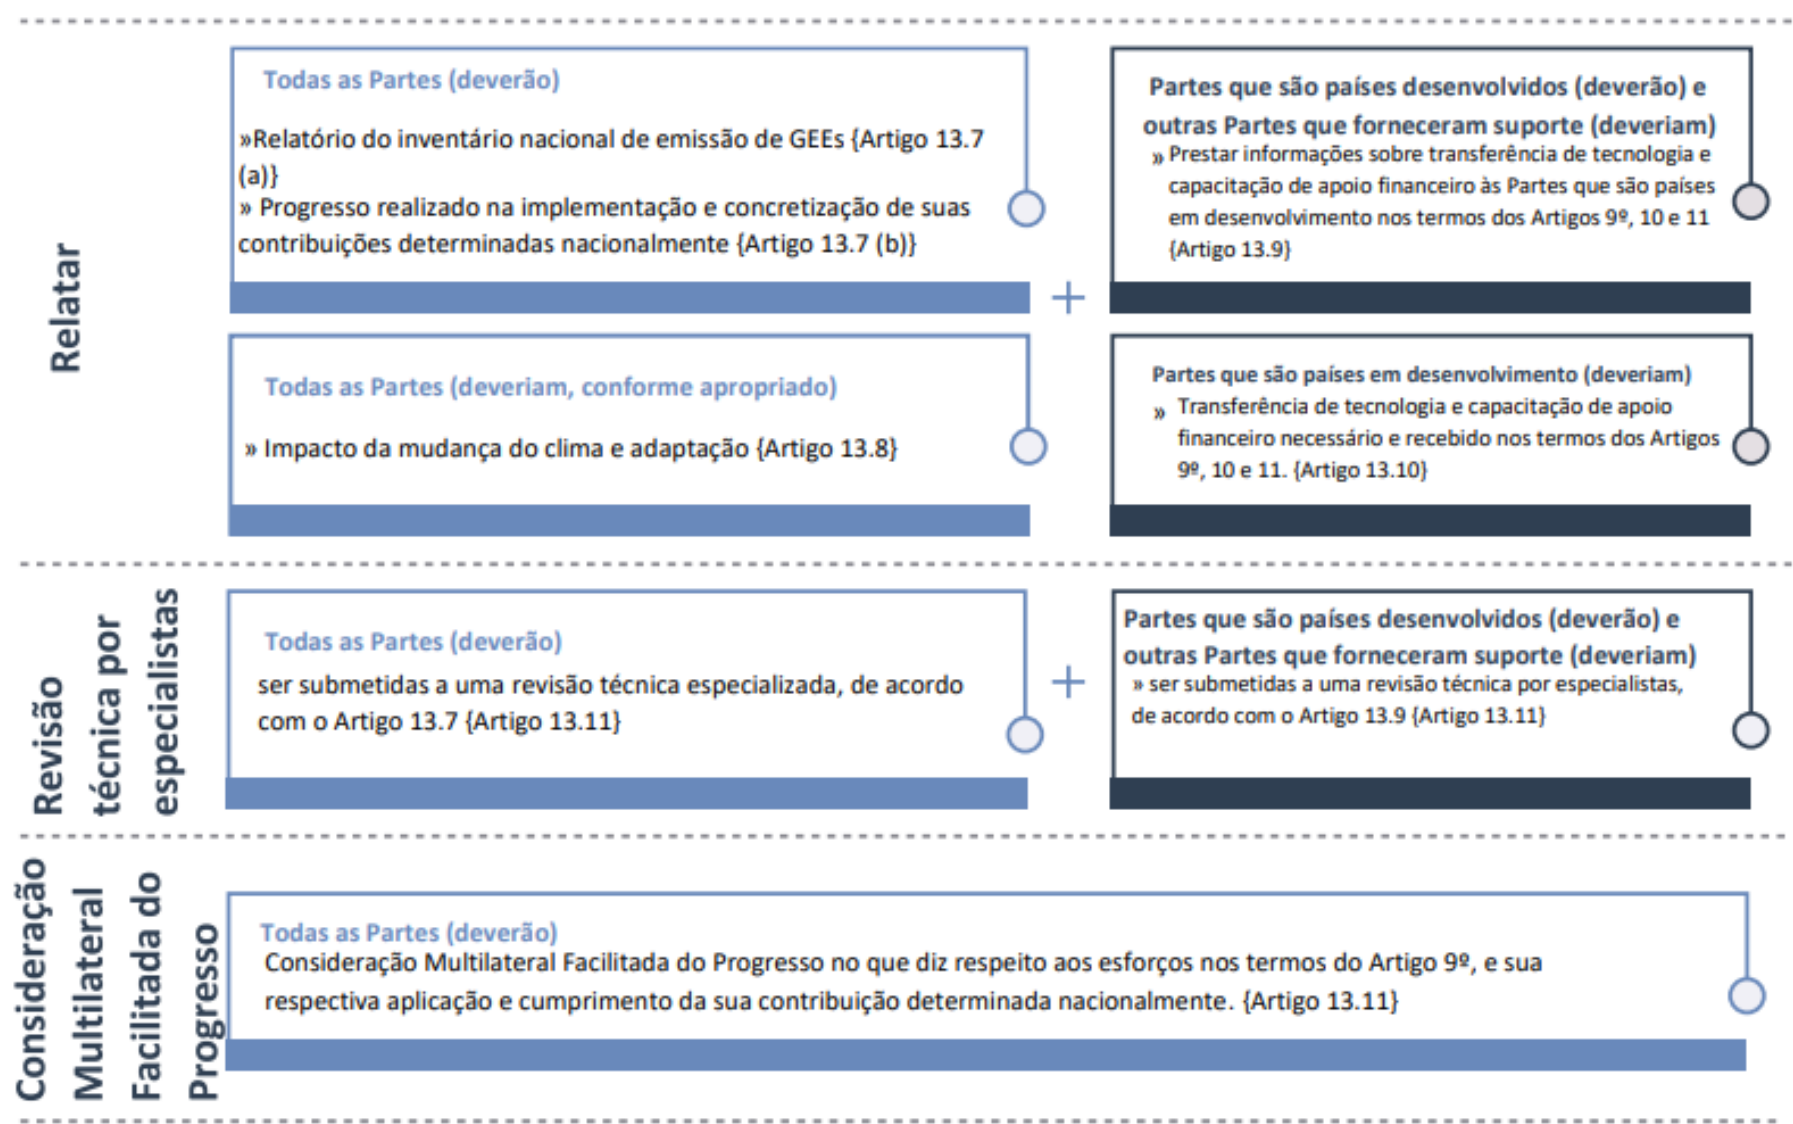 Relatar
Todas as Partes (deverão)
»Relatório do inventário nacional de emissão de GEEs {Artigo 13.7
(a)}
» Progresso realizado na implementação e concretização de suas
contribuições determinadas nacionalmente {Artigo 13.7 (b)}
+
Partes que são países desenvolvidos (deverão) e
outras Partes que forneceram suporte (deveriam)
» Prestar informações sobre transferência de tecnologia e
capacitação de apoio financeiro às Partes que são países
em desenvolvimento nos termos dos Artigos 9º, 10 e 11
{Artigo 13.9}
Todas as Partes (deveriam, conforme apropriado)
» Impacto da mudança do clima e adaptação {Artigo 13.8}
Partes que são países em desenvolvimento (deveriam)
» Transferência de tecnologia e capacitação de apoio
financeiro necessário e recebido nos termos dos Artigos
9º, 10 e 11. {Artigo 13.10}
Revisão
técnica por
especialistas
Todas as Partes (deverão)
ser submetidas a uma revisão técnica especializada, de acordo
com o Artigo 13.7 {Artigo 13.11}
+
Partes que são países desenvolvidos (deverão) e
outras Partes que forneceram suporte (deveriam)
» ser submetidas a uma revisão técnica por especialistas,
de acordo com o Artigo 13.9 {Artigo 13.11}
Consideração
Multilateral
Facilitada do
Progresso
Todas as Partes (deverão)
Consideração Multilateral Facilitada do Progresso no que diz respeito aos esforços nos termos do Artigo 9º, e sua
respectiva aplicação e cumprimento da sua contribuição determinada nacionalmente. {Artigo 13.11}